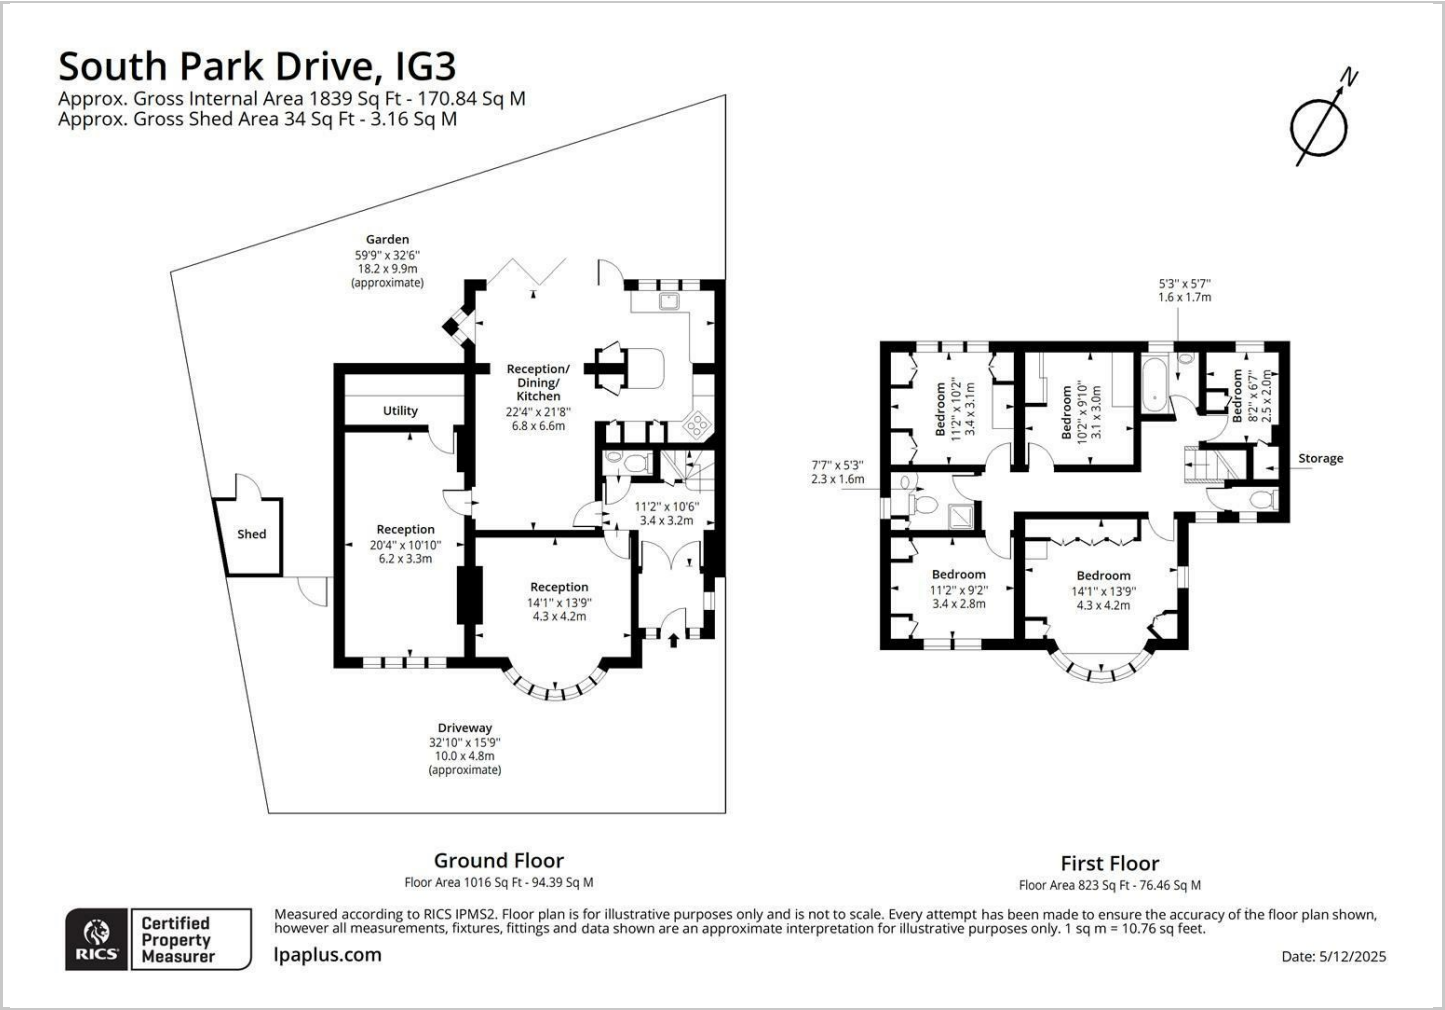 South Park Drive, IG3
Approx. Gross Internal Area 1839 Sq Ft - 170.84 Sq M
Approx. Gross Shed Area 34 Sq Ft - 3.16 Sq M
N
Garden
59'9" x 32'6"
18.2 x 9.9m
(approximate)
Reception/
Dining/
Kitchen
22'4" x 21'8"
6.8 x 6.6m
Utility
Reception
20'4" x 10'10"
6.2 x 3.3m
Shed
11'2" x 10'6"
3.4 x 3.2m
Reception
14'1" x 13'9"
4.3 x 4.2m
Driveway
32'10" x 15'9"
10.0 x 4.8m
(approximate)
Ground Floor
Floor Area 1016 Sq Ft - 94.39 Sq M
5'3" x 5'7"
1.6 x 1.7m
Bedroom
11'2" x 10'2"
3.4 x 3.1m
Bedroom
10'2" x 9'10"
3.1 x 3.0m
Bedroom
8'2" x 6'7"
2.5 x 2.0m
Storage
7'7" x 5'3"
2.3 x 1.6m
Bedroom
11'2" x 9'2"
3.4 x 2.8m
Bedroom
14'1" x 13'9"
4.3 x 4.2m
First Floor
Floor Area 823 Sq Ft - 76.46 Sq M
RICS
Certified
Property
Measurer
Measured according to RICS IPMS2. Floor plan is for illustrative purposes only and is not to scale. Every attempt has been made to ensure the accuracy of the floor plan shown,
however all measurements, fixtures, fittings and data shown are an approximate interpretation for illustrative purposes only. 1 sq m = 10.76 sq feet.
lpaplus.com
Date: 5/12/2025